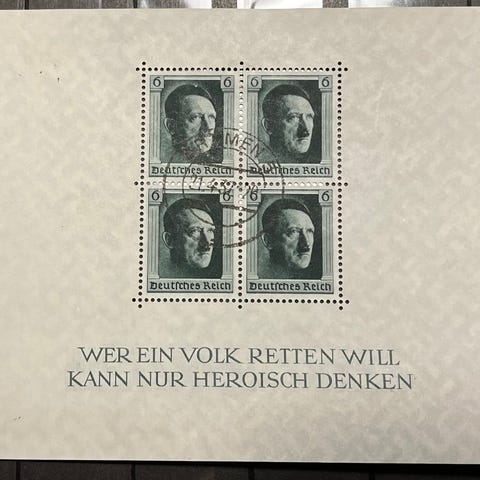 6 6
Deutsches Reich Deutsches Reich
6 6
Deutsches Reich Deutsches Reich
WER EIN VOLK RETTEN WILL
KANN NUR HEROISCH DENKEN